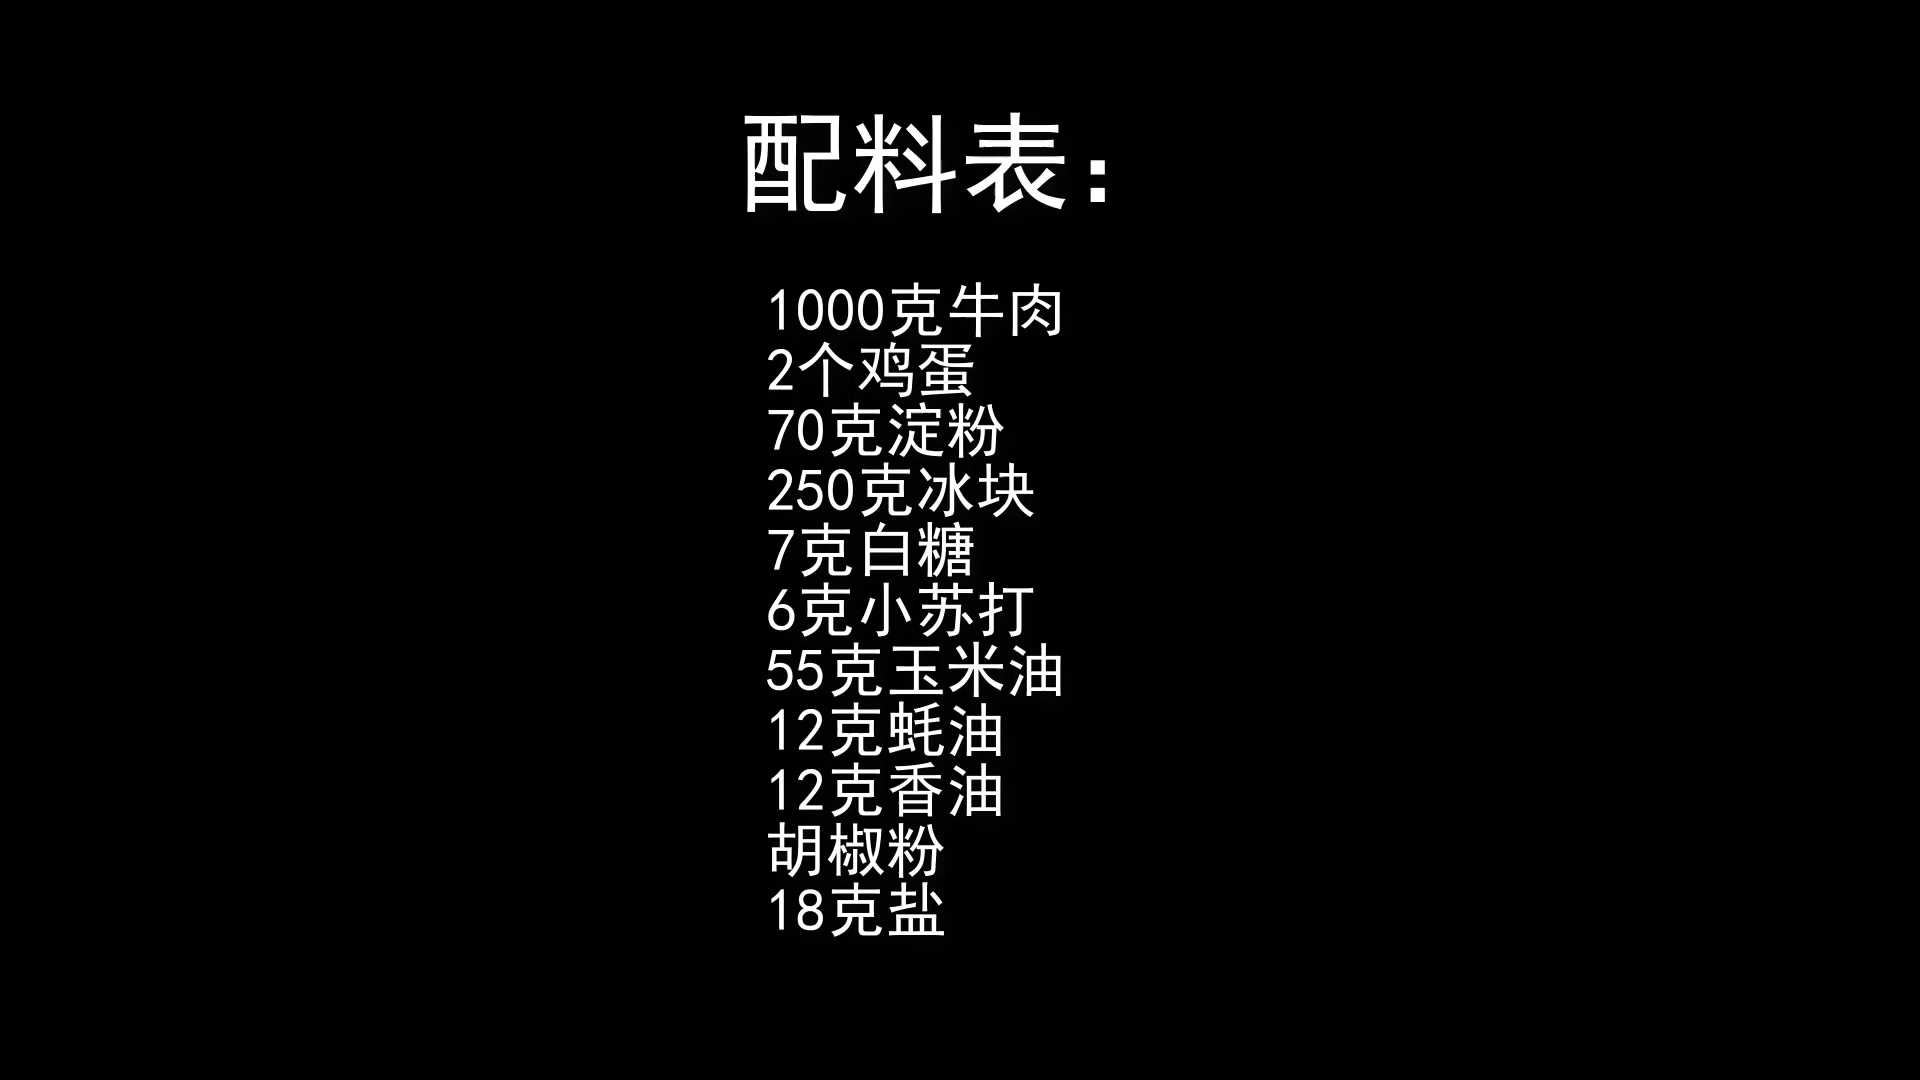 配料表：
1000克牛肉
2个鸡蛋
70克淀粉
250克冰块
7克白糖
6克小苏打
55克玉米油
12克蚝油
12克香油
胡椒粉
18克盐